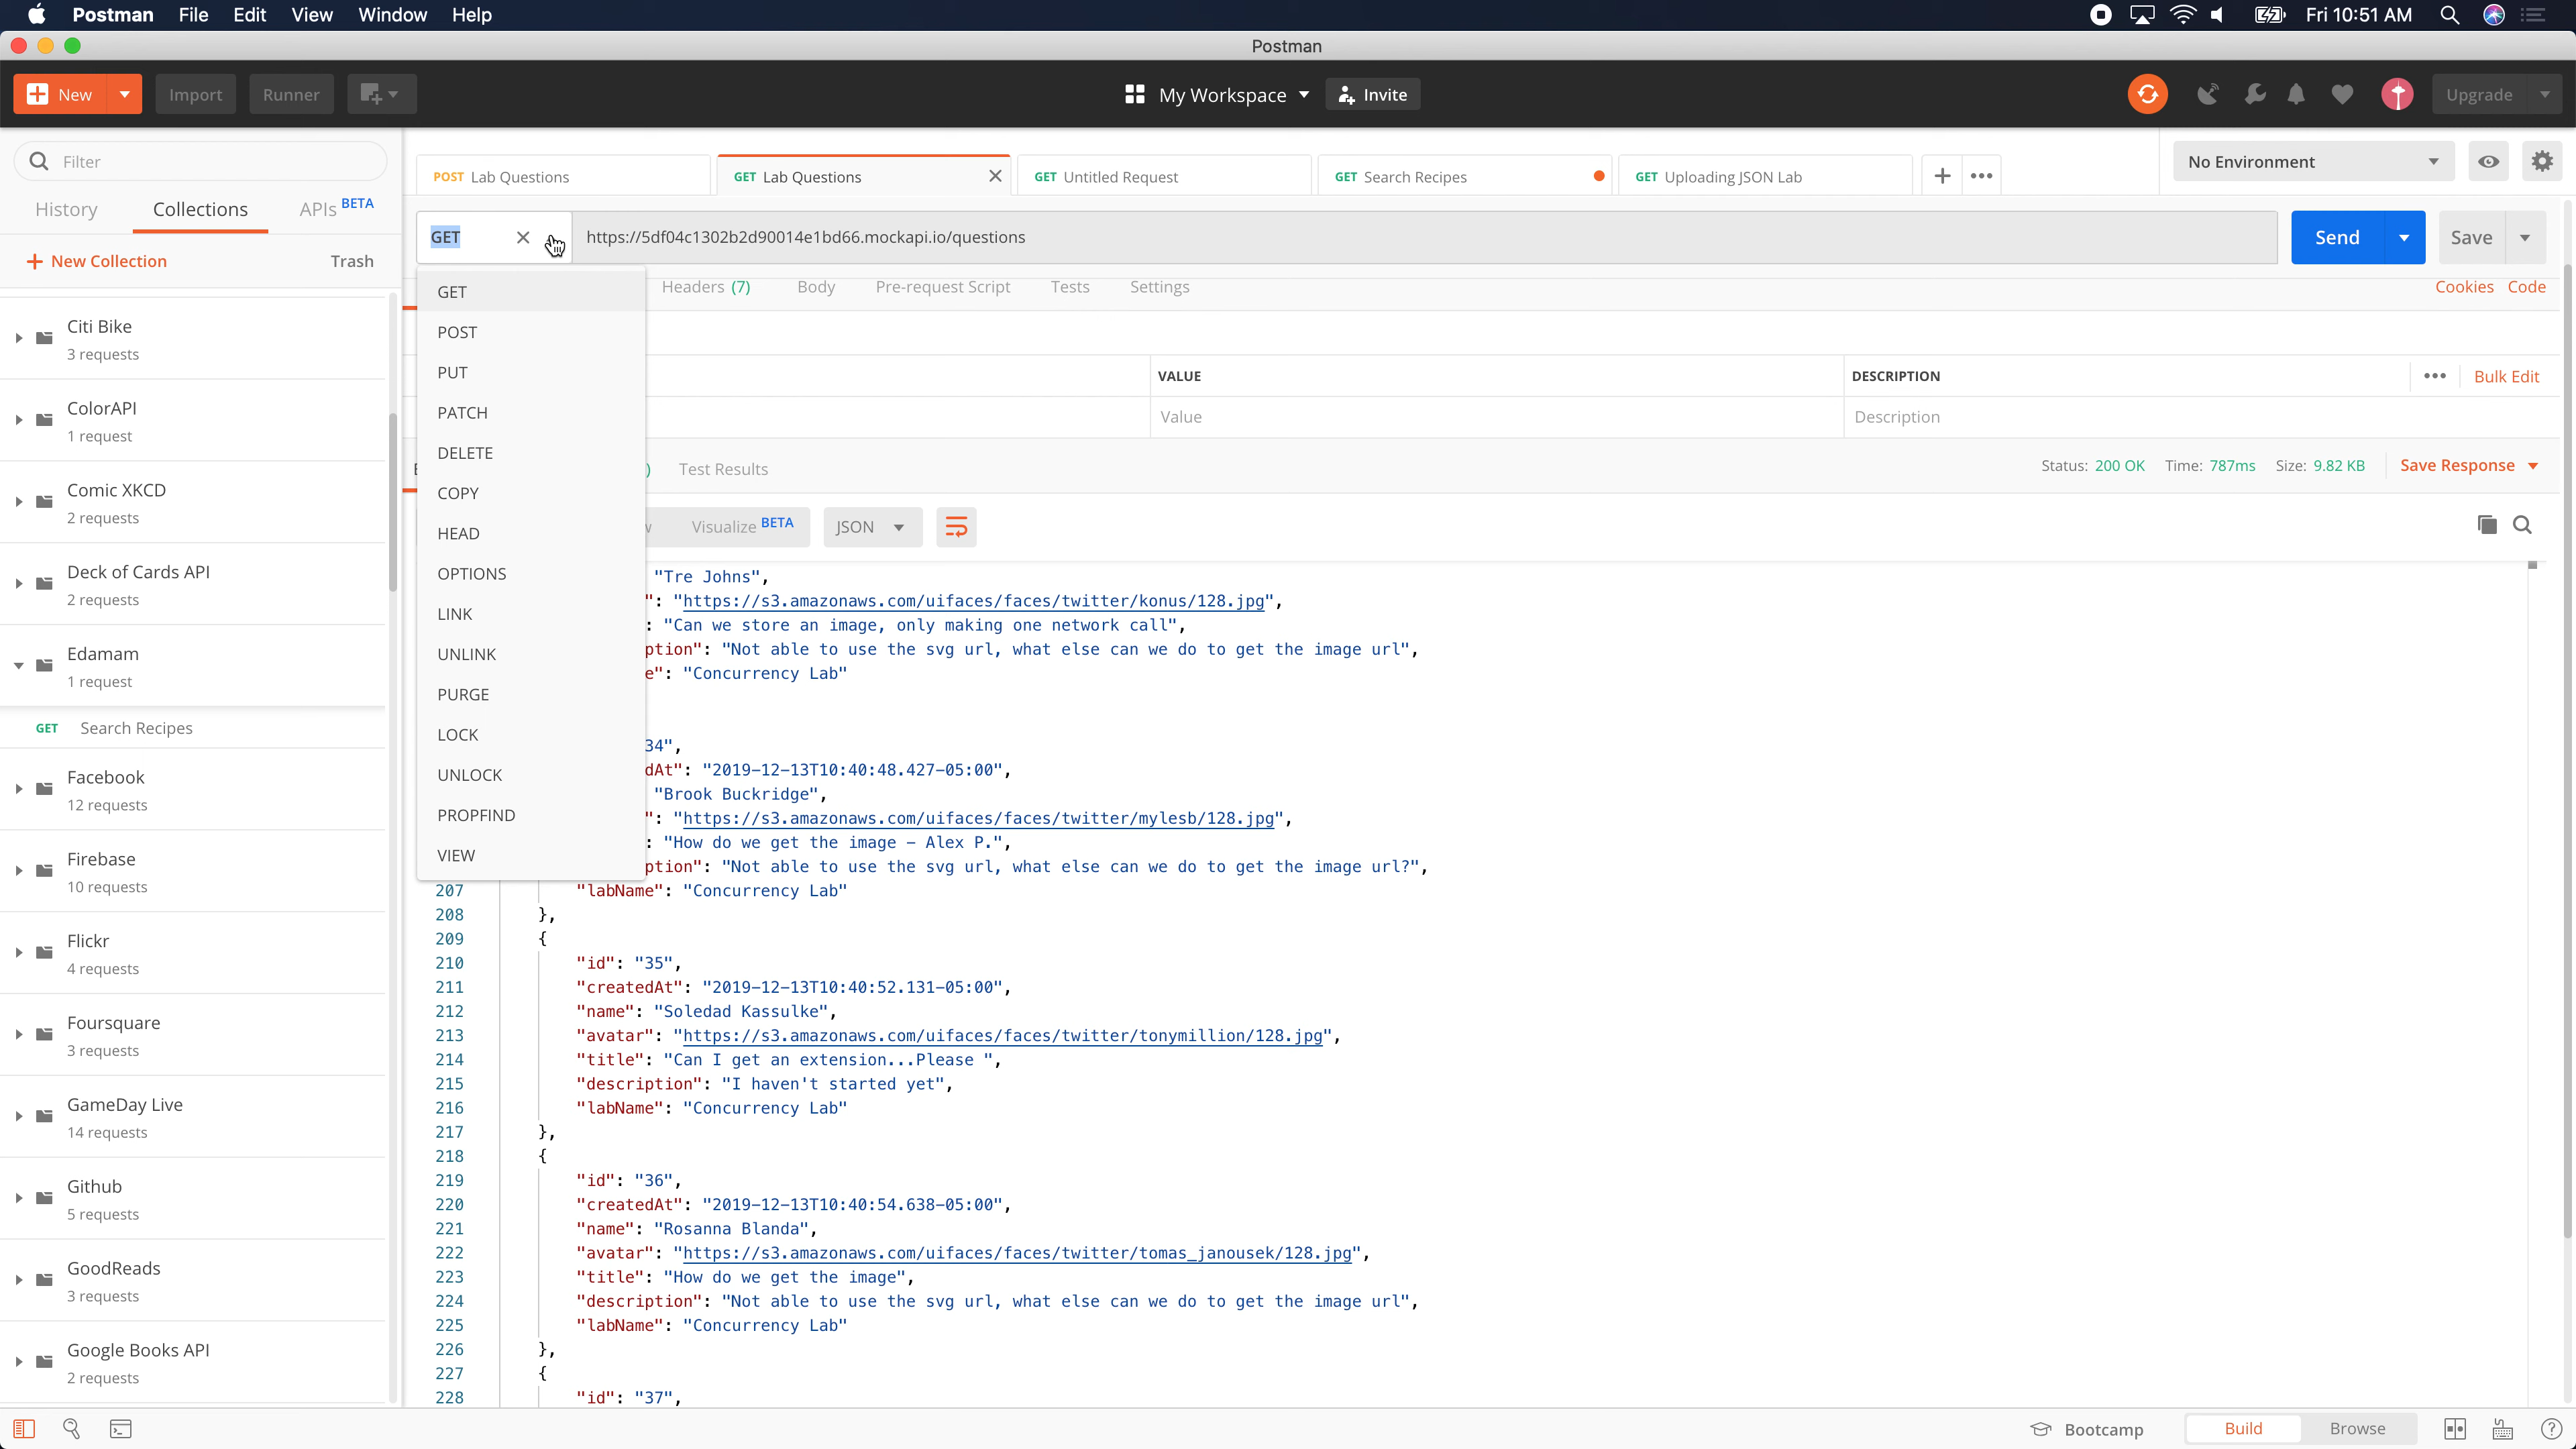 Postman File Edit View Window Help Fri 10:51 AM
Postman
New Import Runner My Workspace Invite Upgrade
Filter
POST Lab Questions GET Lab Questions GET Untitled Request GET Search Recipes GET Uploading JSON Lab No Environment
History Collections APIs BETA
GET https://5df04c1302b2d90014e1bd66.mockapi.io/questions Send Save
New Collection Trash
Headers (7) Body Pre-request Script Tests Settings Cookies Code
VALUE DESCRIPTION Bulk Edit
Value Description
) Test Results Status: 200 OK Time: 787ms Size: 9.82 KB Save Response
w Visualize BETA JSON
GET
POST
PUT
PATCH
DELETE
COPY
HEAD
OPTIONS
LINK
UNLINK
PURGE
LOCK
UNLOCK
PROPFIND
VIEW
Citi Bike
3 requests
ColorAPI
1 request
Comic XKCD
2 requests
Deck of Cards API
2 requests
Edamam
1 request
GET Search Recipes
Facebook
12 requests
Firebase
10 requests
Flickr
4 requests
Foursquare
3 requests
GameDay Live
14 requests
Github
5 requests
GoodReads
3 requests
Google Books API
2 requests
"Tre Johns",
": "https://s3.amazonaws.com/uifaces/faces/twitter/konus/128.jpg",
: "Can we store an image, only making one network call",
ption": "Not able to use the svg url, what else can we do to get the image url",
e": "Concurrency Lab"
34",
dAt": "2019-12-13T10:40:48.427-05:00",
"Brook Buckridge",
": "https://s3.amazonaws.com/uifaces/faces/twitter/mylesb/128.jpg",
: "How do we get the image – Alex P.",
ption": "Not able to use the svg url, what else can we do to get the image url?",
207 "labName": "Concurrency Lab"
208 },
209 {
210 "id": "35",
211 "createdAt": "2019-12-13T10:40:52.131-05:00",
212 "name": "Soledad Kassulke",
213 "avatar": "https://s3.amazonaws.com/uifaces/faces/twitter/tonymillion/128.jpg",
214 "title": "Can I get an extension...Please ",
215 "description": "I haven't started yet",
216 "labName": "Concurrency Lab"
217 },
218 {
219 "id": "36",
220 "createdAt": "2019-12-13T10:40:54.638-05:00",
221 "name": "Rosanna Blanda",
222 "avatar": "https://s3.amazonaws.com/uifaces/faces/twitter/tomas_janousek/128.jpg",
223 "title": "How do we get the image",
224 "description": "Not able to use the svg url, what else can we do to get the image url",
225 "labName": "Concurrency Lab"
226 },
227 {
228 "id": "37",
Bootcamp Build Browse